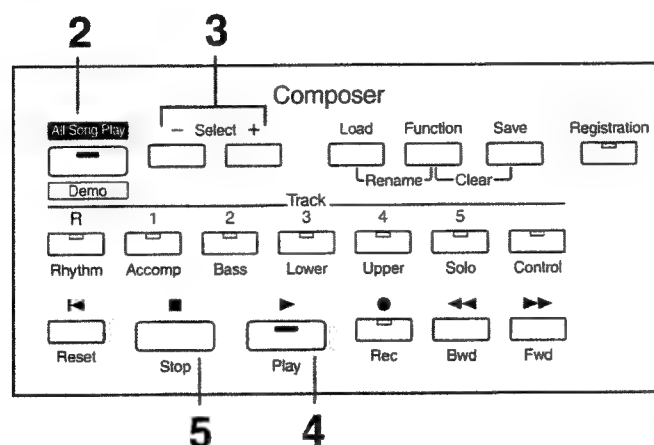 2 3
Composer
All Song Play − Select + Load Function Save Registration
Rename Clear
Demo
Track
R 1 2 3 4 5
Rhythm Accomp Bass Lower Upper Solo Control
Reset Stop Play Rec Bwd Fwd
5 4